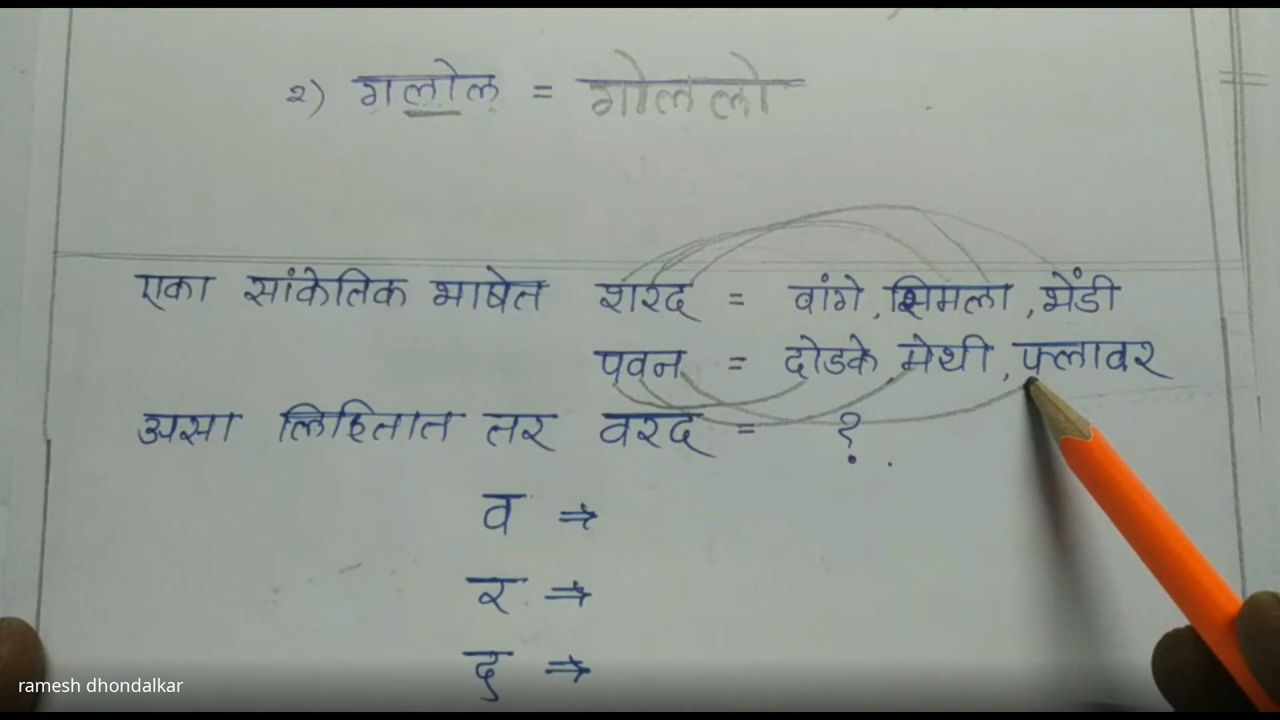 २) गलोल = गोललो
एका सांकेतिक भाषेत शरद = वांगे, सिमला, भेंडी
पवन = दोडके, मेथी, फ्लावर
असा लिहितात तर वरद = ?
व ⇒
र ⇒
द ⇒
ramesh dhondalkar